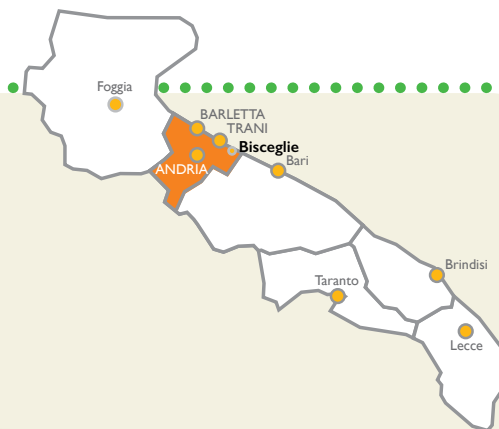 Foggia
BARLETTA
TRANI
Bisceglie
ANDRIA
Bari
Brindisi
Taranto
Lecce